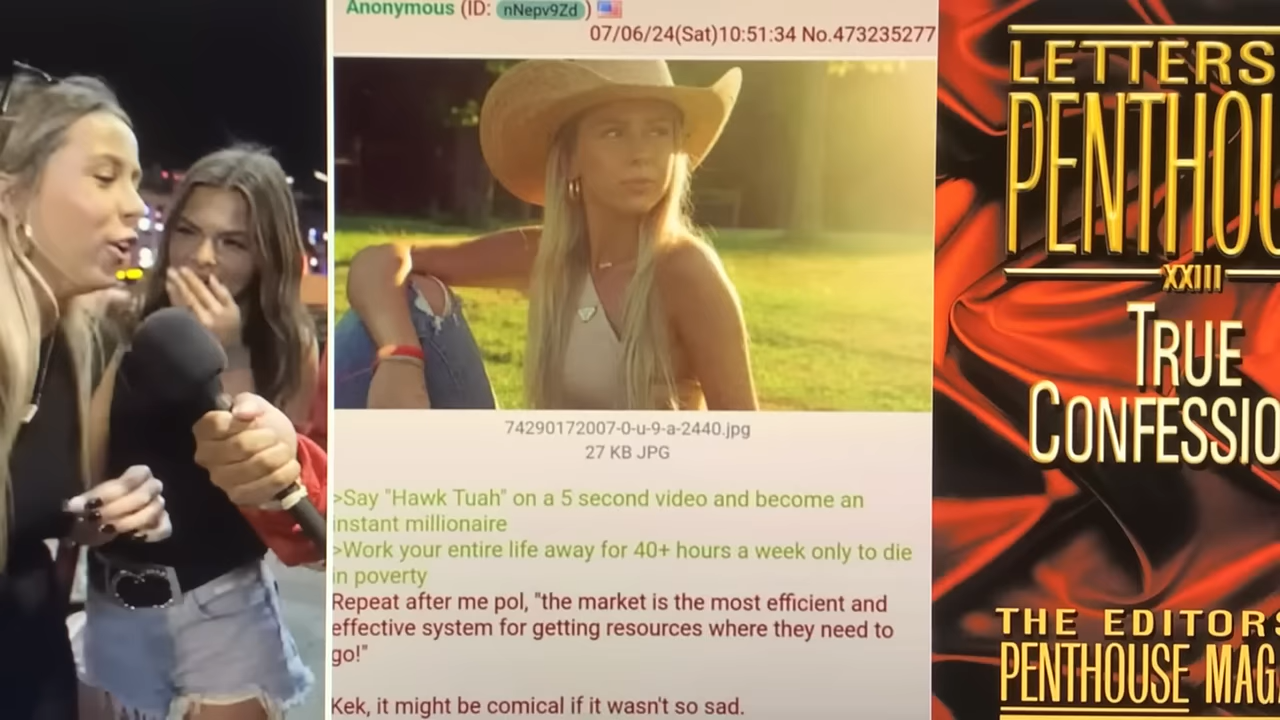 Anonymous (ID: nNepv9Zd)
07/06/24(Sat)10:51:34 No.473235277
74290172007-0-u-9-a-2440.jpg
27 KB JPG
>Say "Hawk Tuah" on a 5 second video and become an
instant millionaire
>Work your entire life away for 40+ hours a week only to die
in poverty
Repeat after me pol, "the market is the most efficient and
effective system for getting resources where they need to
go!"
Kek, it might be comical if it wasn't so sad.
LETTERS
PENTHOU
XXIII
TRUE
CONFESSIO
THE EDITORS
PENTHOUSE MAGA